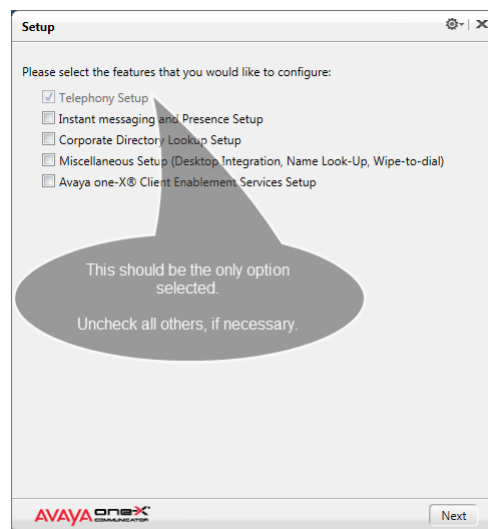 Setup
Please select the features that you would like to configure:
Telephony Setup
Instant messaging and Presence Setup
Corporate Directory Lookup Setup
Miscellaneous Setup (Desktop Integration, Name Look-Up, Wipe-to-dial)
Avaya one-X® Client Enablement Services Setup
This should be the only option
selected.
Uncheck all others, if necessary.
AVAYA one-X®
COMMUNICATOR
Next